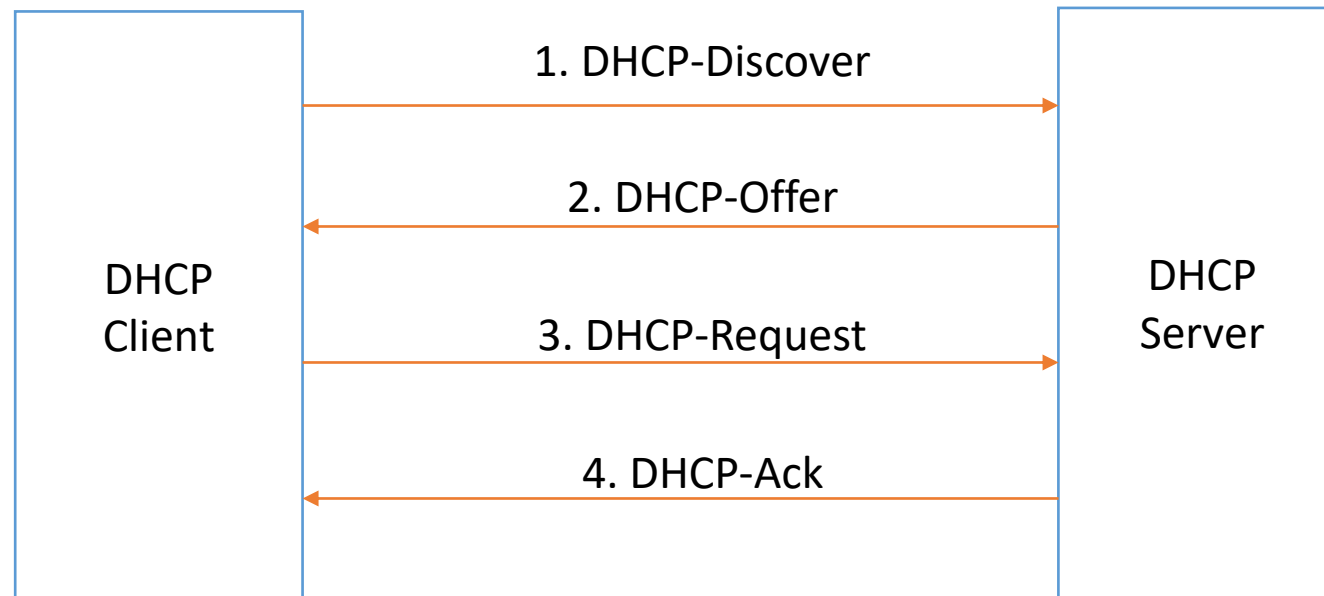 1. DHCP-Discover
2. DHCP-Offer
DHCP
Client
3. DHCP-Request
DHCP
Server
4. DHCP-Ack